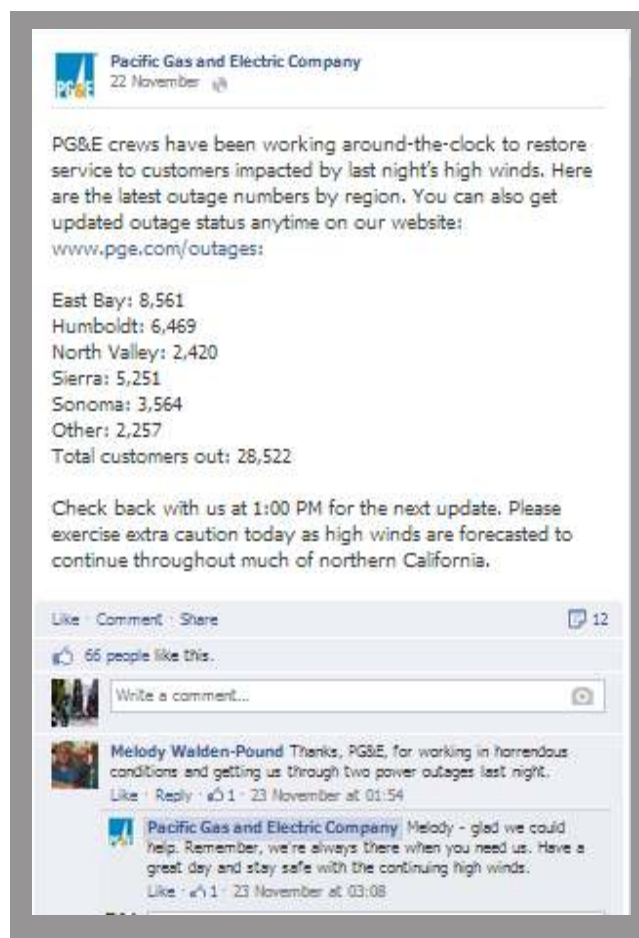 PG&E
Pacific Gas and Electric Company
22 November
PG&E crews have been working around-the-clock to restore
service to customers impacted by last night's high winds. Here
are the latest outage numbers by region. You can also get
updated outage status anytime on our website:
www.pge.com/outages:
East Bay: 8,561
Humboldt: 6,469
North Valley: 2,420
Sierra: 5,251
Sonoma: 3,564
Other: 2,257
Total customers out: 28,522
Check back with us at 1:00 PM for the next update. Please
exercise extra caution today as high winds are forecasted to
continue throughout much of northern California.
Like · Comment · Share 12
66 people like this.
Write a comment...
Melody Walden-Pound Thanks, PG&E, for working in horrendous
conditions and getting us through two power outages last night.
Like · Reply · 1 · 23 November at 01:54
Pacific Gas and Electric Company Melody - glad we could
help. Remember, we're always there when you need us. Have a
great day and stay safe with the continuing high winds.
Like · 1 · 23 November at 03:08